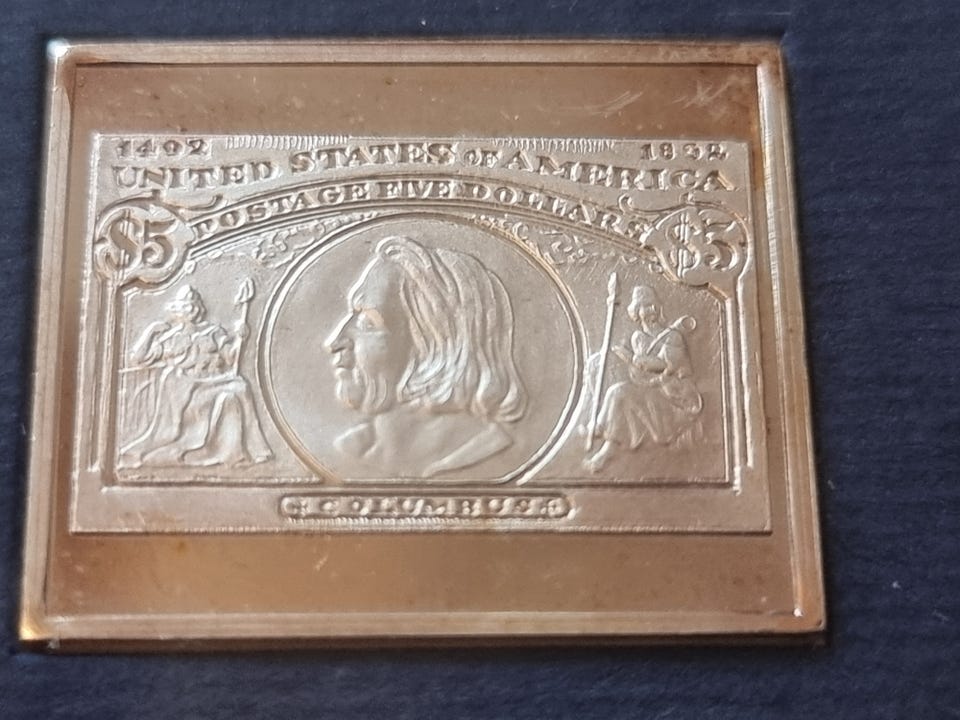 1492 1892
UNITED STATES OF AMERICA
POSTAGE FIVE DOLLARS
$5 $5
COLUMBUS